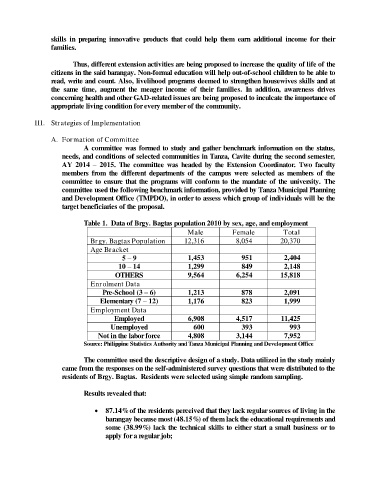 skills in preparing innovative products that could help them earn additional income for their
families.
Thus, different extension activities are being proposed to increase the quality of life of the
citizens in the said barangay. Non-formal education will help out-of-school children to be able to
read, write and count. Also, livelihood programs deemed to strengthen housewives skills and at
the same time, augment the meager income of their families. In addition, awareness drives
concerning health and other GAD-related issues are being proposed to inculcate the importance of
appropriate living condition for every member of the community.
III. Strategies of Implementation
A. Formation of Committee
A committee was formed to study and gather benchmark information on the status,
needs, and conditions of selected communities in Tanza, Cavite during the second semester,
AY 2014 – 2015. The committee was headed by the Extension Coordinator. Two faculty
members from the different departments of the campus were selected as members of the
committee to ensure that the programs will conform to the mandate of the university. The
committee used the following benchmark information, provided by Tanza Municipal Planning
and Development Office (TMPDO), in order to assess which group of individuals will be the
target beneficiaries of the proposal.
Table 1. Data of Brgy. Bagtas population 2010 by sex, age, and employment
Male Female Total
Brgy. Bagtas Population 12,316 8,054 20,370
Age Bracket
5 – 9 1,453 951 2,404
10 – 14 1,299 849 2,148
OTHERS 9,564 6,254 15,818
Enrolment Data
Pre-School (3 – 6) 1,213 878 2,091
Elementary (7 – 12) 1,176 823 1,999
Employment Data
Employed 6,908 4,517 11,425
Unemployed 600 393 993
Not in the labor force 4,808 3,144 7,952
Source: Philippine Statistics Authority and Tanza Municipal Planning and Development Office
The committee used the descriptive design of a study. Data utilized in the study mainly
came from the responses on the self-administered survey questions that were distributed to the
residents of Brgy. Bagtas. Residents were selected using simple random sampling.
Results revealed that:
• 87.14% of the residents perceived that they lack regular sources of living in the
barangay because most (48.15%) of them lack the educational requirements and
some (38.99%) lack the technical skills to either start a small business or to
apply for a regular job;